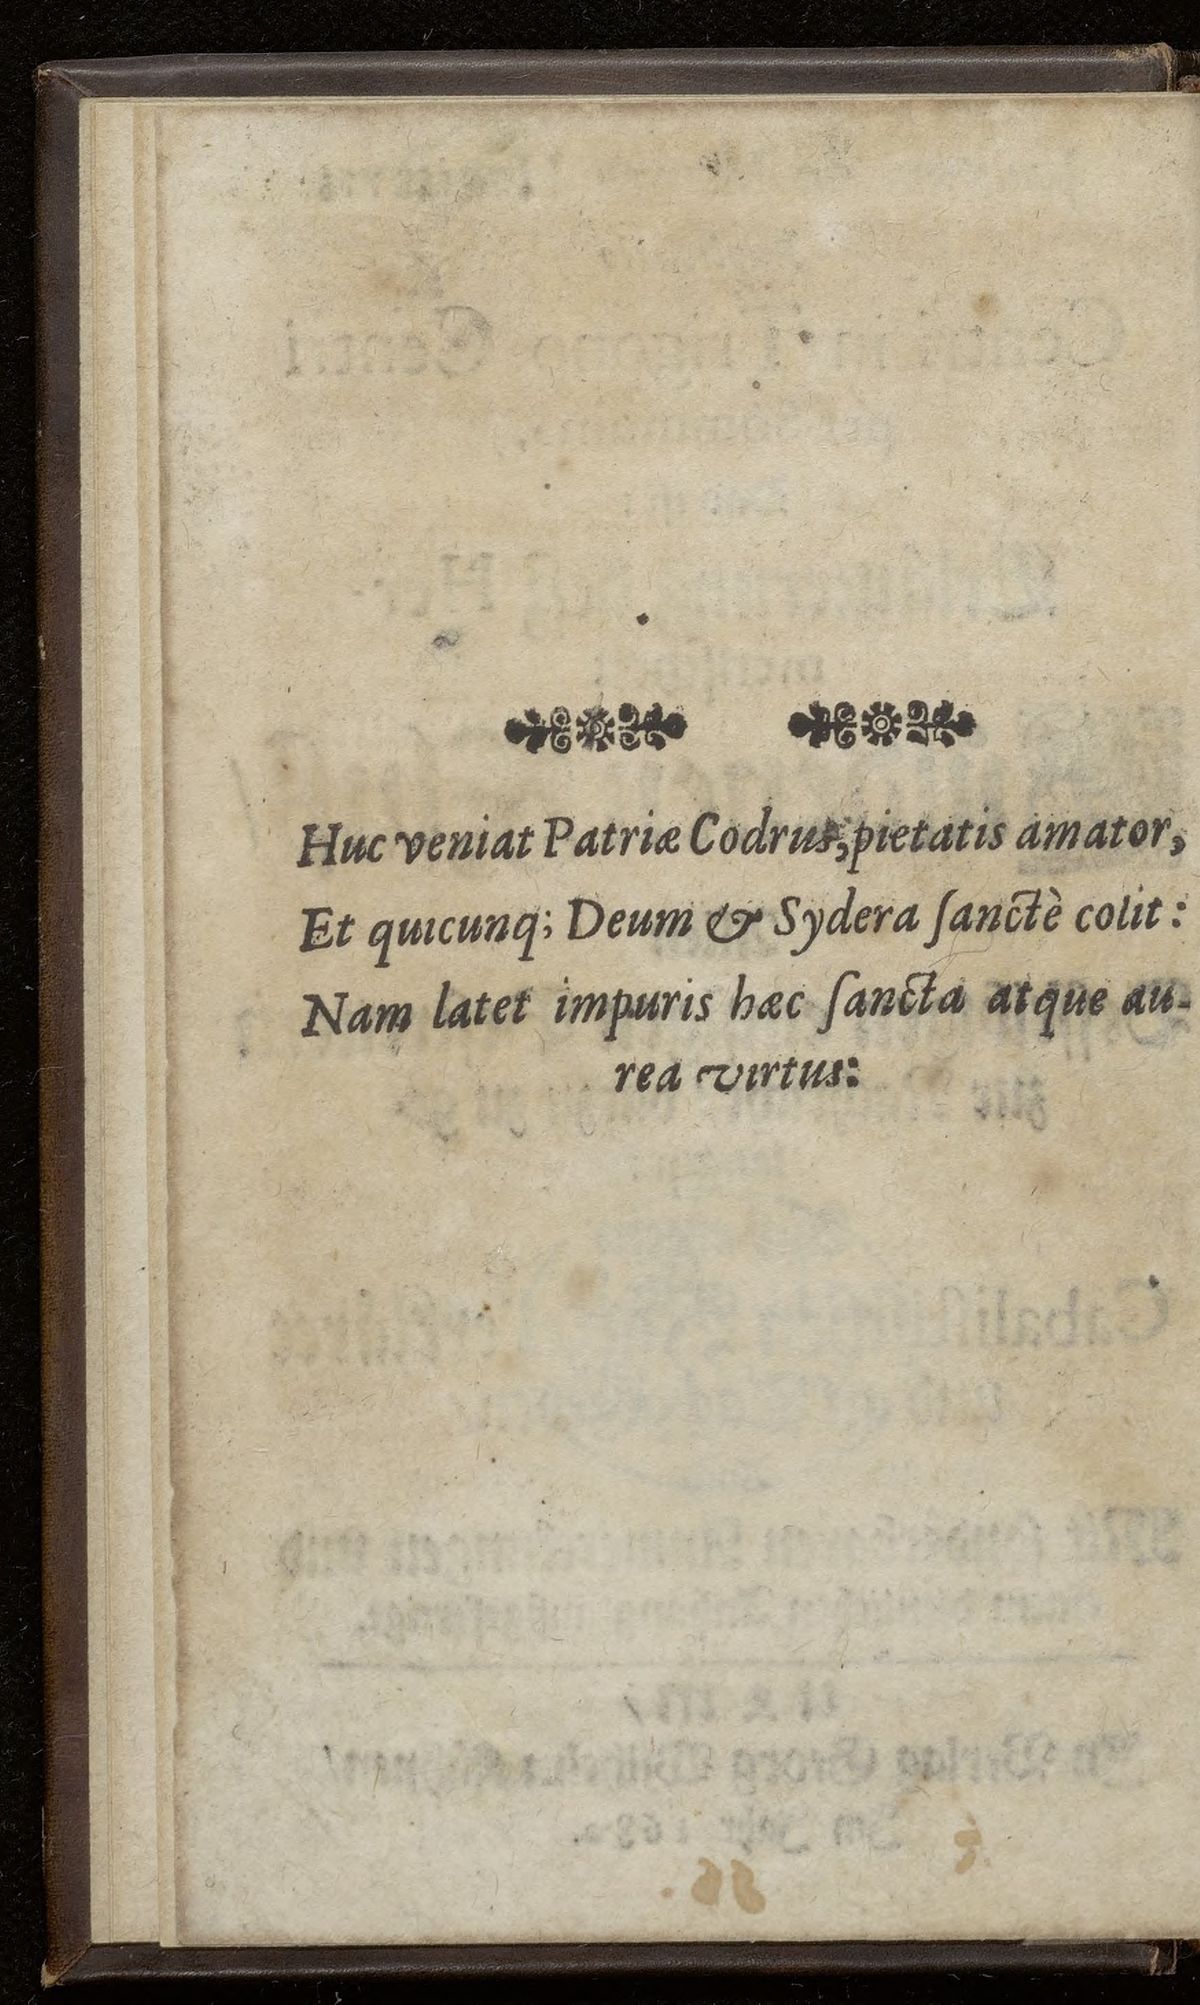 Huc veniat Patriæ Codrus, pietatis amator,
Et quicunq; Deum & Sydera ſanctè colit:
Nam latet impuris hæc ſancta atque au-
rea virtus: